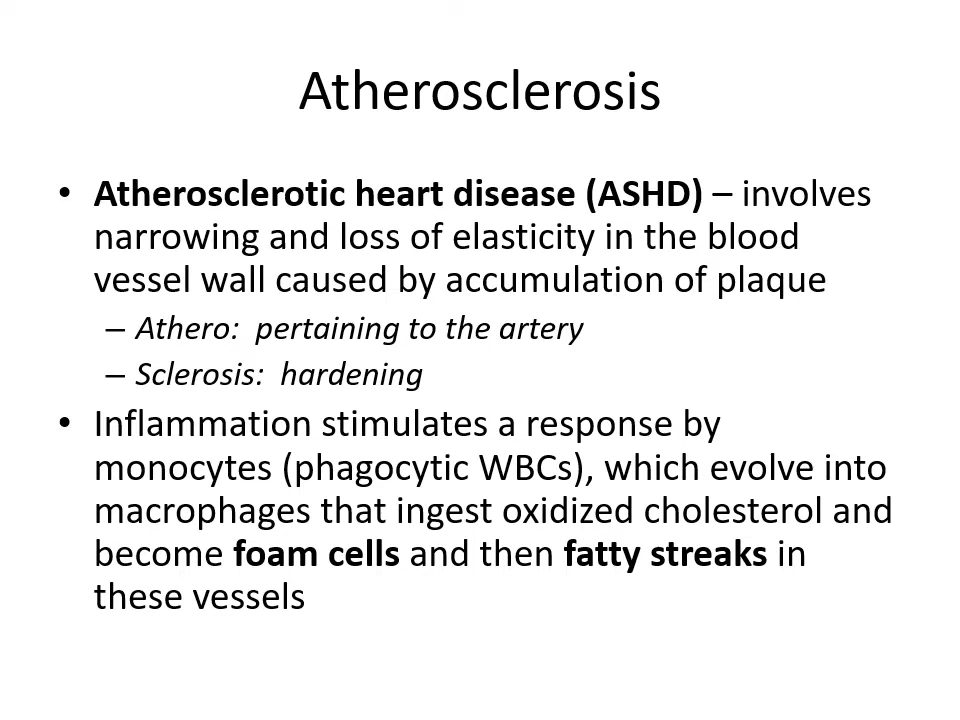 Atherosclerosis
• Atherosclerotic heart disease (ASHD) – involves
narrowing and loss of elasticity in the blood
vessel wall caused by accumulation of plaque
– Athero:  pertaining to the artery
– Sclerosis:  hardening
• Inflammation stimulates a response by
monocytes (phagocytic WBCs), which evolve into
macrophages that ingest oxidized cholesterol and
become foam cells and then fatty streaks in
these vessels